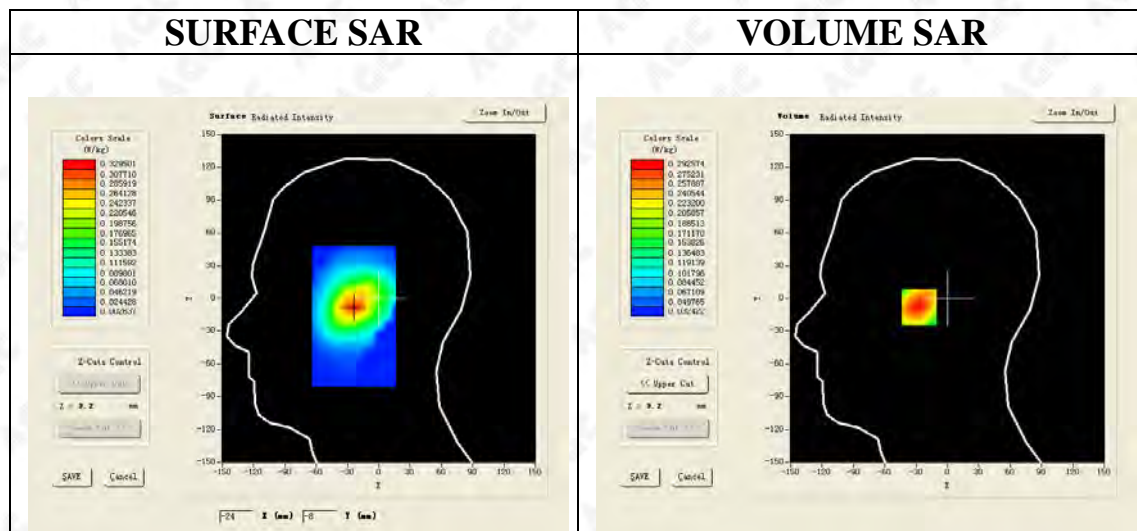 SURFACE SAR
VOLUME SAR
Surface Radiated Intensity
Zoom In/Out
Colors Scale
(W/kg)
0.329501
0.307710
0.285919
0.264128
0.242337
0.220546
0.198756
0.176965
0.155174
0.133383
0.111592
0.089801
0.068010
0.046219
0.024428
0.002637
150
120
90
60
30
0
-30
-60
-90
-120
-150
-150 -120 -90 -60 -30 0 30 60 90 120 150
Z-Cuts Control
<< Upper Cut
mm
SAVE
Cancel
-24 X (mm) -8 Y (mm)
Volume Radiated Intensity
Zoom In/Out
Colors Scale
(W/kg)
0.292574
0.275231
0.257887
0.240544
0.223200
0.205857
0.188513
0.171170
0.153826
0.136483
0.119139
0.101796
0.084452
0.067109
0.049765
0.032422
150
120
90
60
30
0
-30
-60
-90
-120
-150
-150 -120 -90 -60 -30 0 30 60 90 120 150
Z-Cuts Control
<< Upper Cut
mm
SAVE
Cancel
AGC